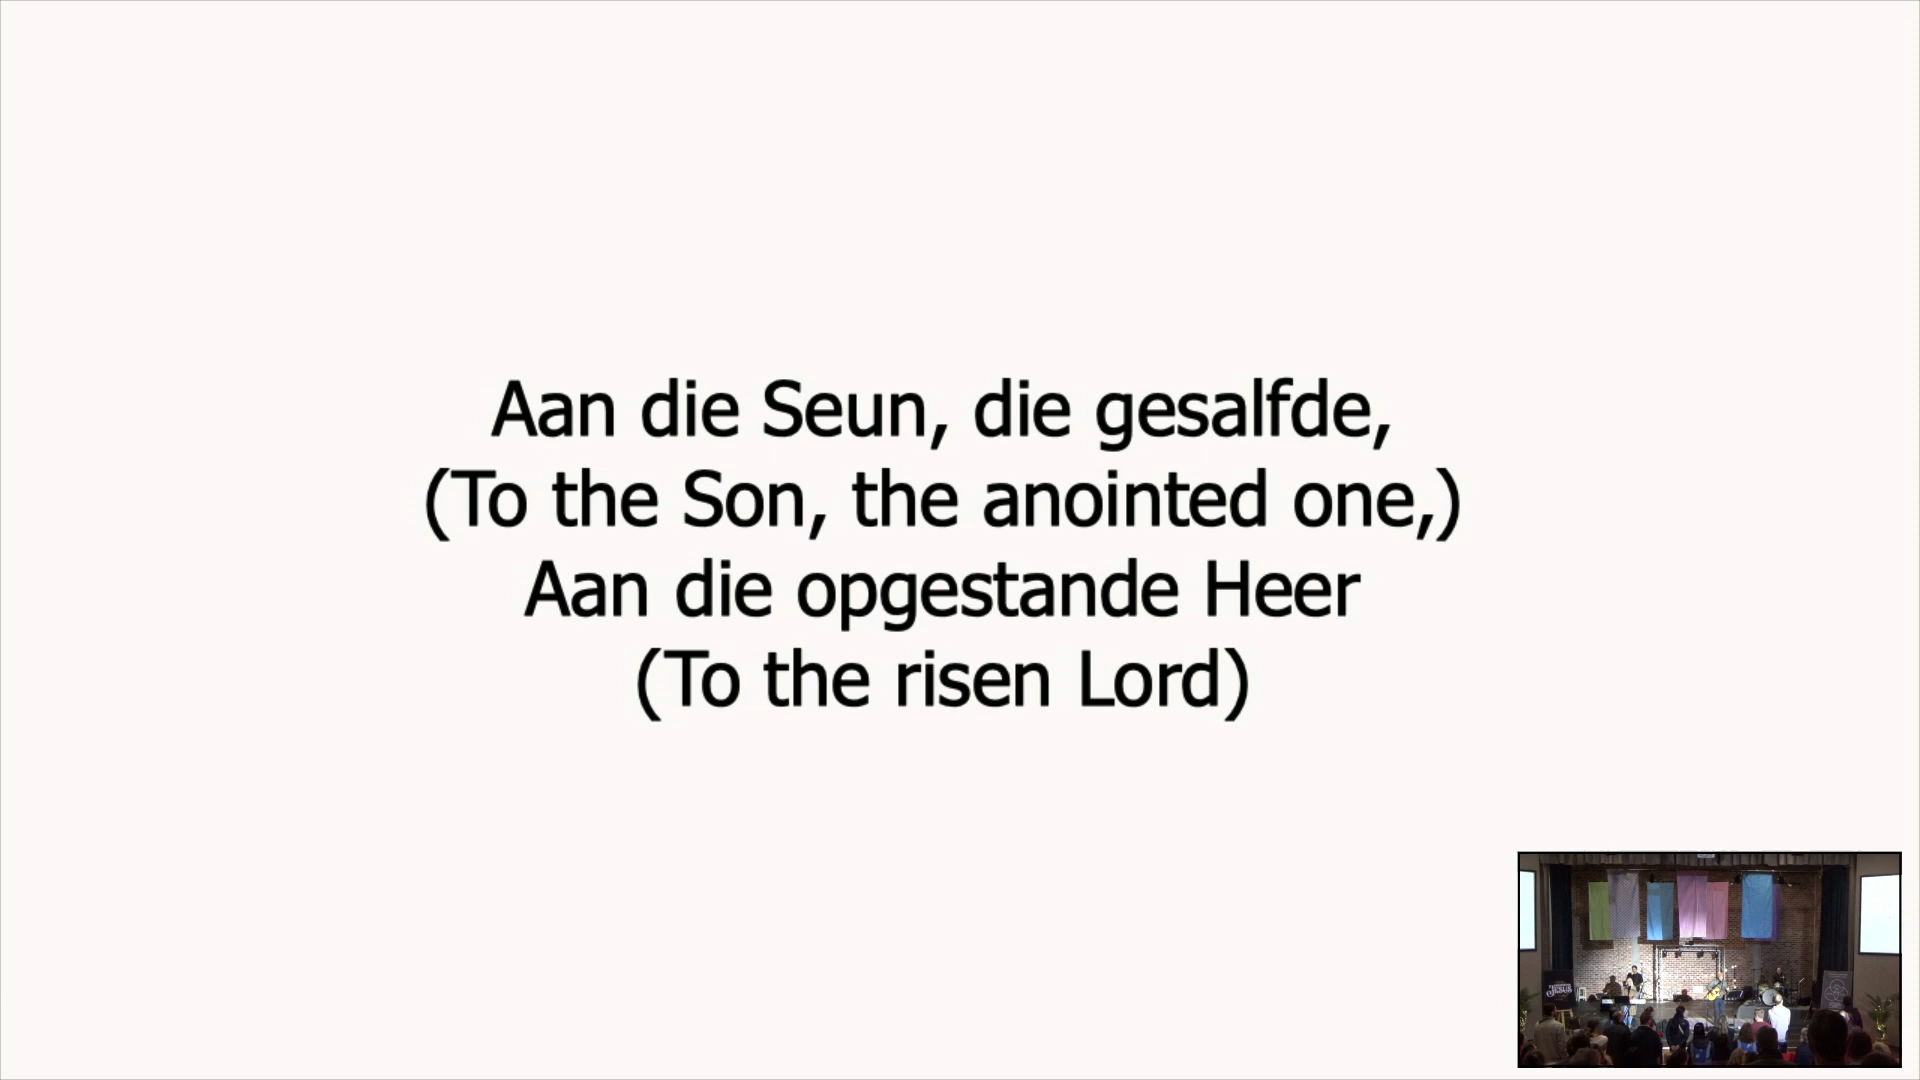 Aan die Seun, die gesalfde,
(To the Son, the anointed one,)
Aan die opgestande Heer
(To the risen Lord)
JESUS